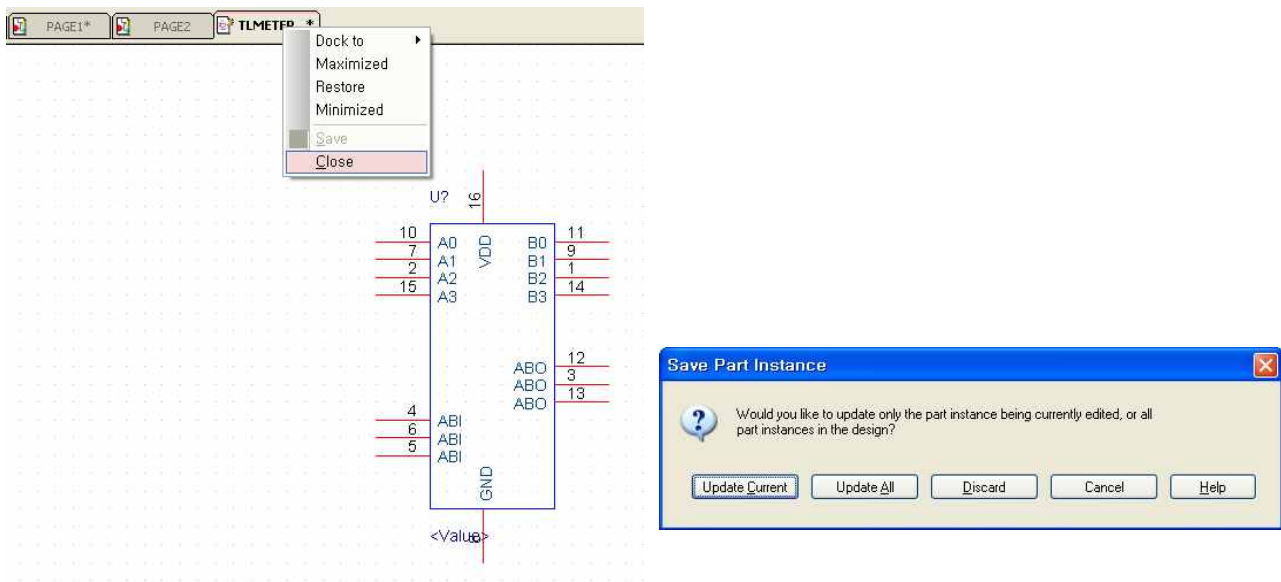 PAGE1* PAGE2 TLMETER...*
Dock to
Maximized
Restore
Minimized
Save
Close
U? 16
10 A0 VDD B0 11
7 A1 B1 9
2 A2 B2 1
15 A3 B3 14
ABO 12
ABO 3
ABO 13
4 ABI
6 ABI
5 ABI
GND
<Value>
8
Save Part Instance
Would you like to update only the part instance being currently edited, or all
part instances in the design?
Update Current Update All Discard Cancel Help